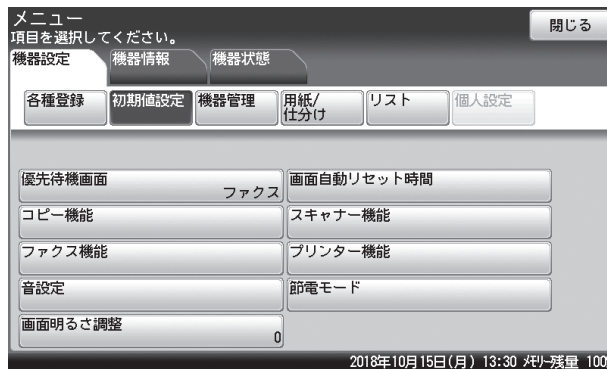 メニュー
項目を選択してください。
閉じる
機器設定 機器情報 機器状態
各種登録 初期値設定 機器管理 用紙/ リスト 個人設定
仕分け
優先待機画面 画面自動リセット時間
ファクス
コピー機能 スキャナー機能
ファクス機能 プリンター機能
音設定 節電モード
画面明るさ調整
0
2018年10月15日(月) 13:30 メモリー残量 100